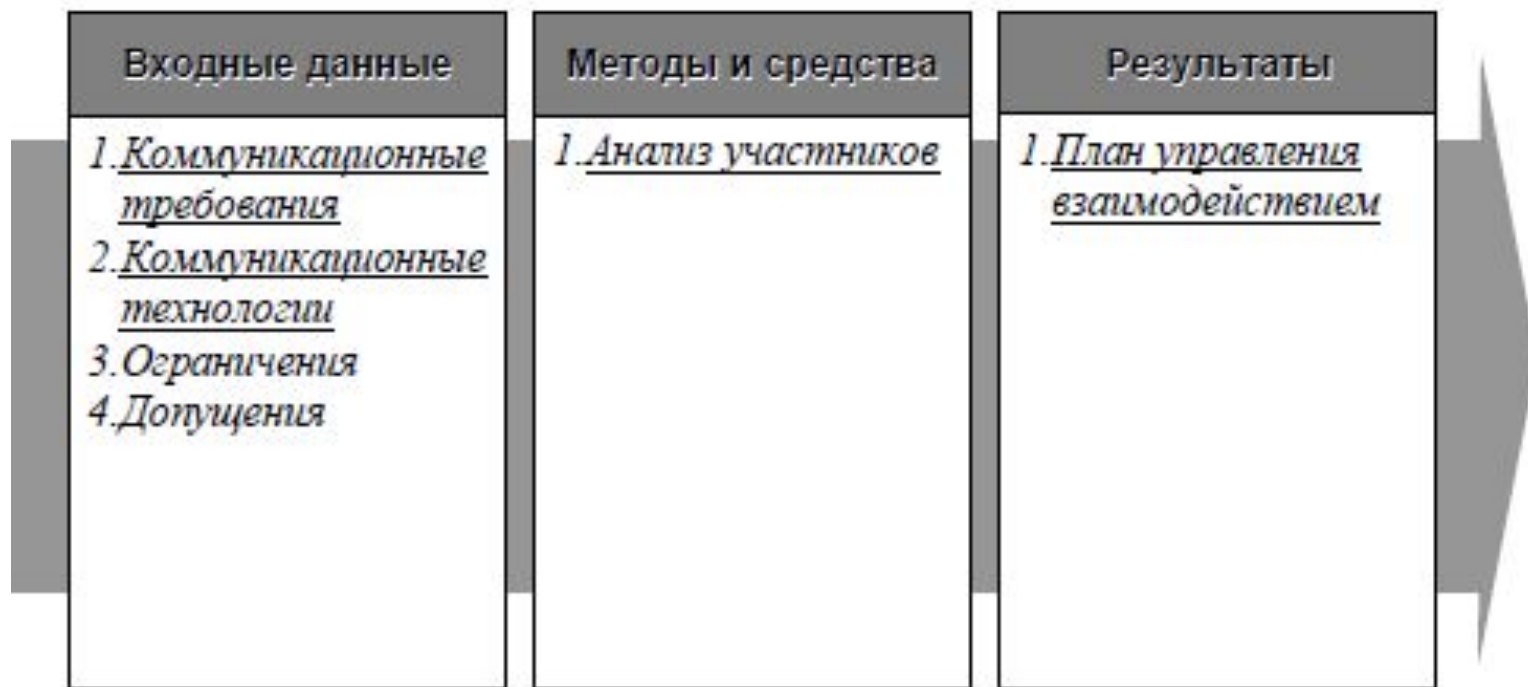 Входные данные
1.Коммуникационные
требования
2.Коммуникационные
технологии
3.Ограничения
4.Допущения
Методы и средства
1.Анализ участников
Результаты
1.План управления
взаимодействием